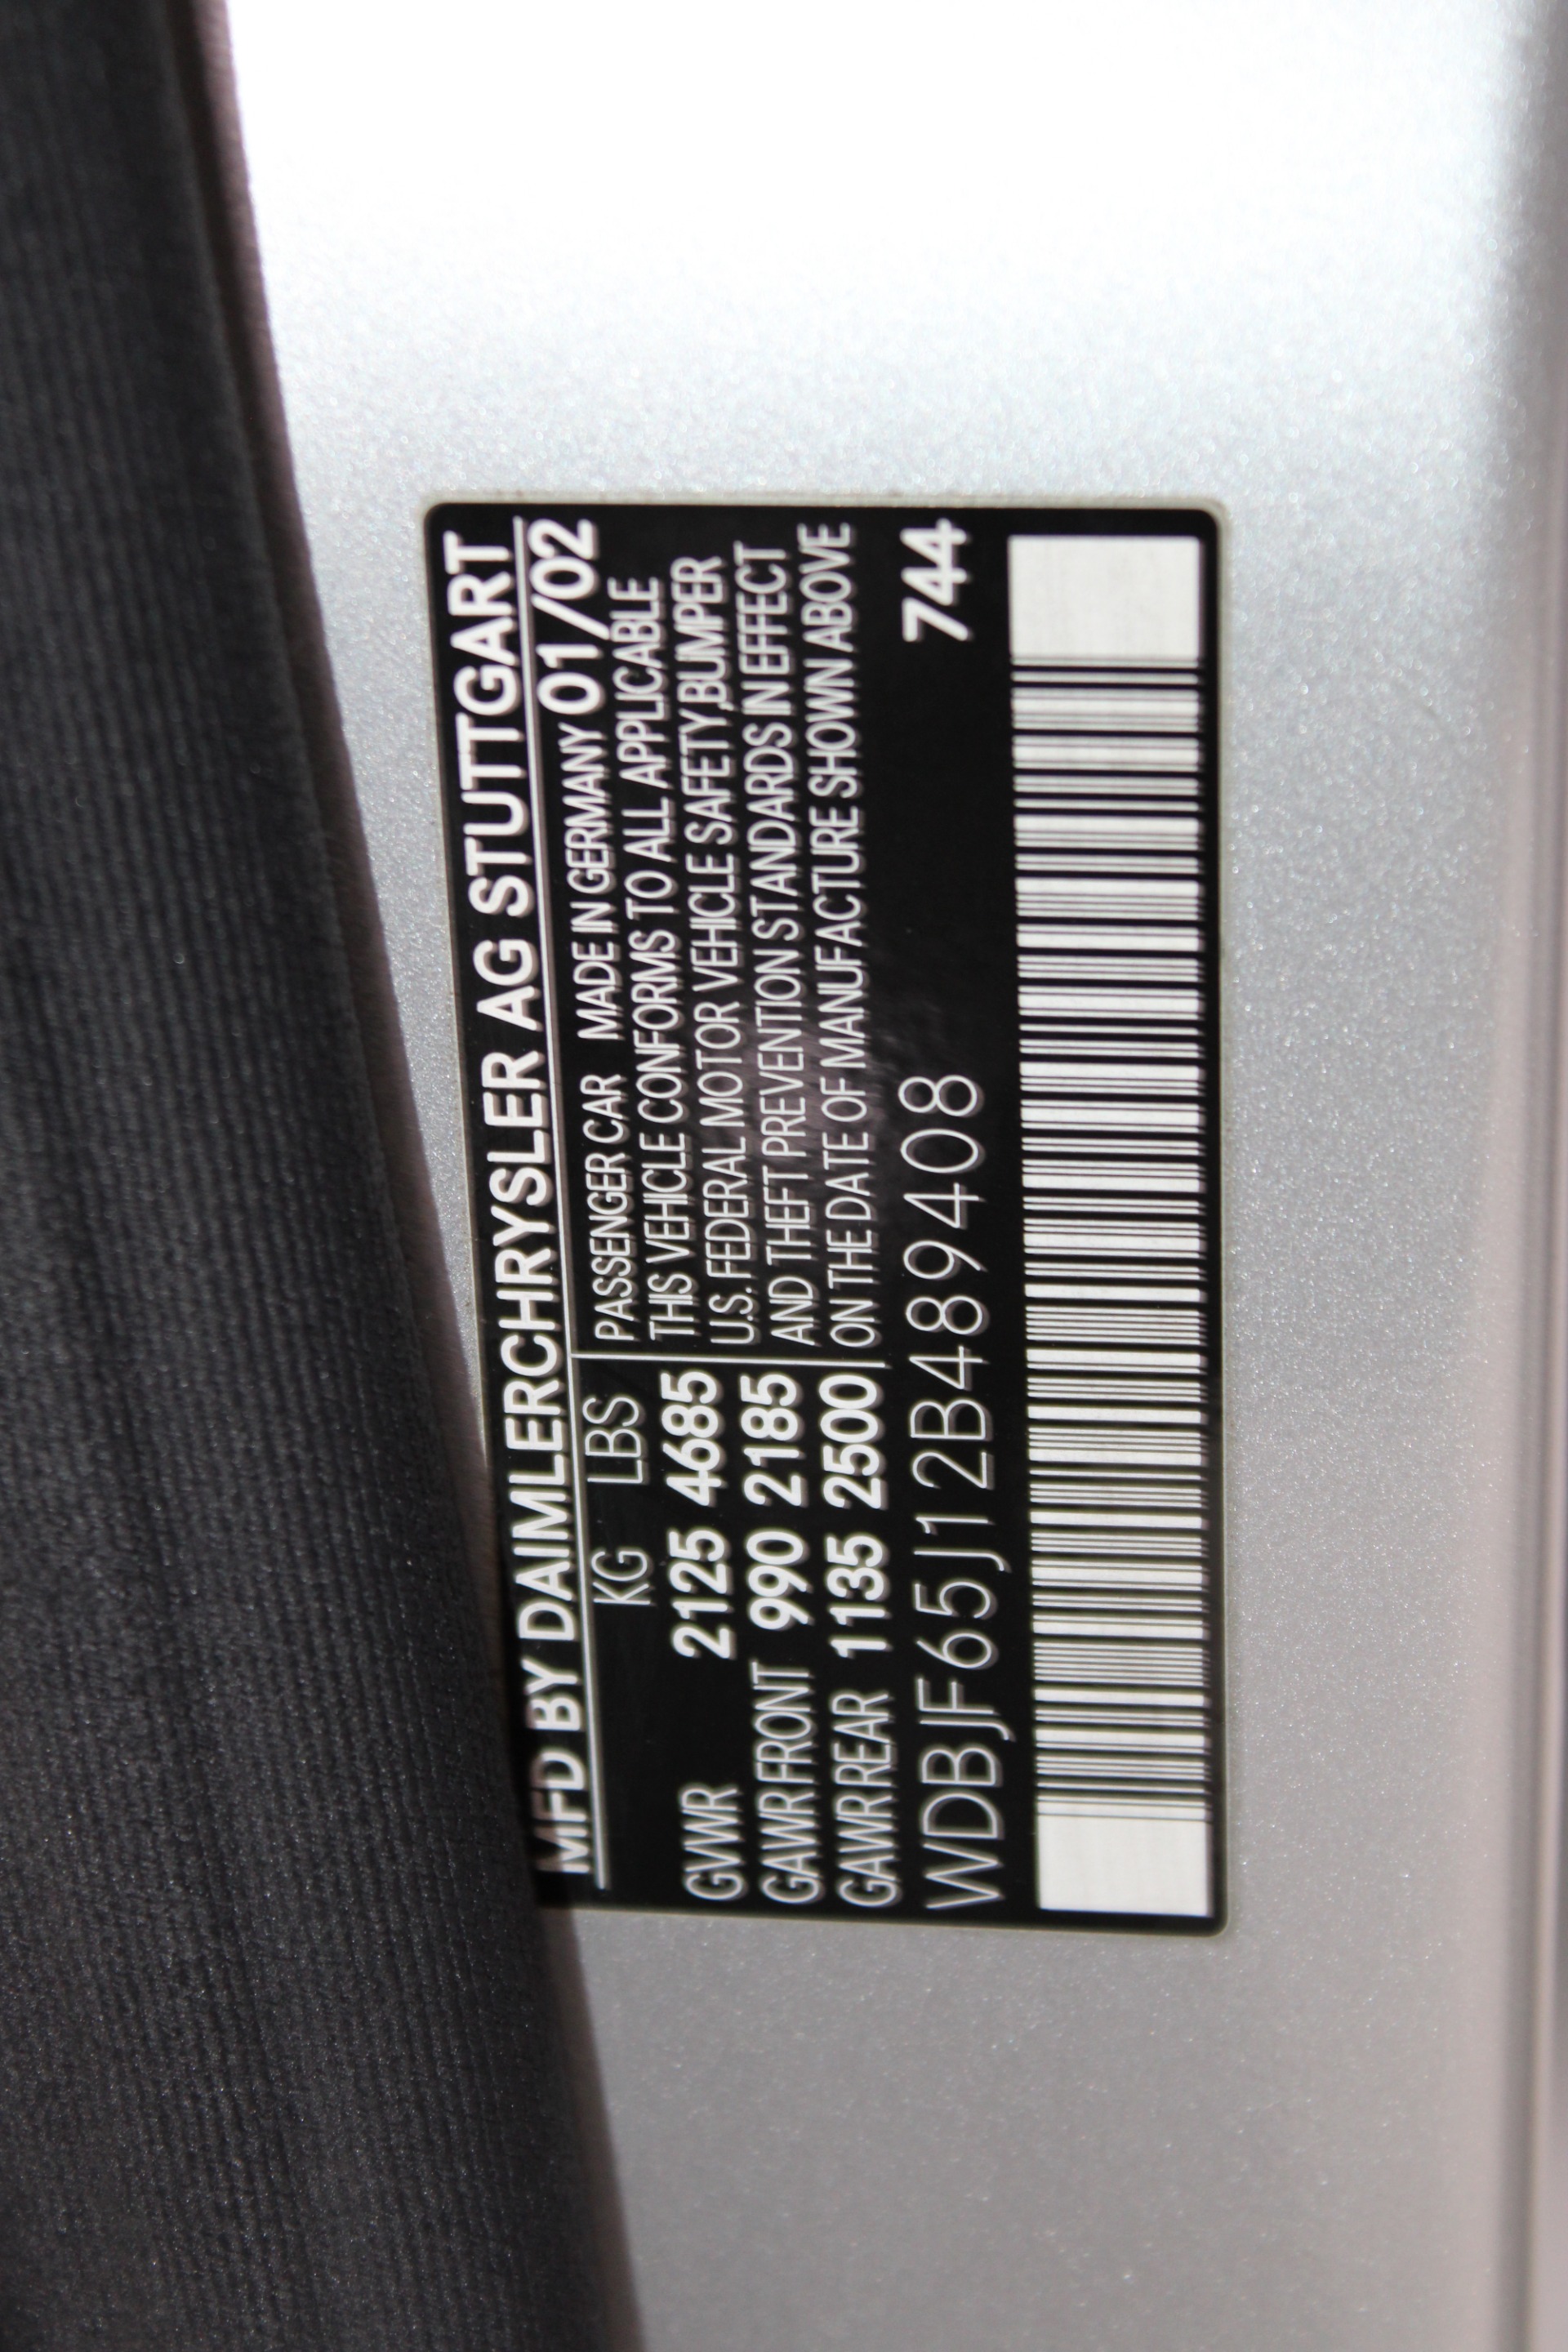 MFD BY DAIMLERCHRYSLER AG STUTTGART
KG LBS
GVWR 2125 4685
GAWR FRONT 990 2185
GAWR REAR 1135 2500
PASSENGER CAR MADE IN GERMANY 01/02
THIS VEHICLE CONFORMS TO ALL APPLICABLE
U.S. FEDERAL MOTOR VEHICLE SAFETY,BUMPER
AND THEFT PREVENTION STANDARDS IN EFFECT
ON THE DATE OF MANUFACTURE SHOWN ABOVE
WDBJF65J12B489408 744